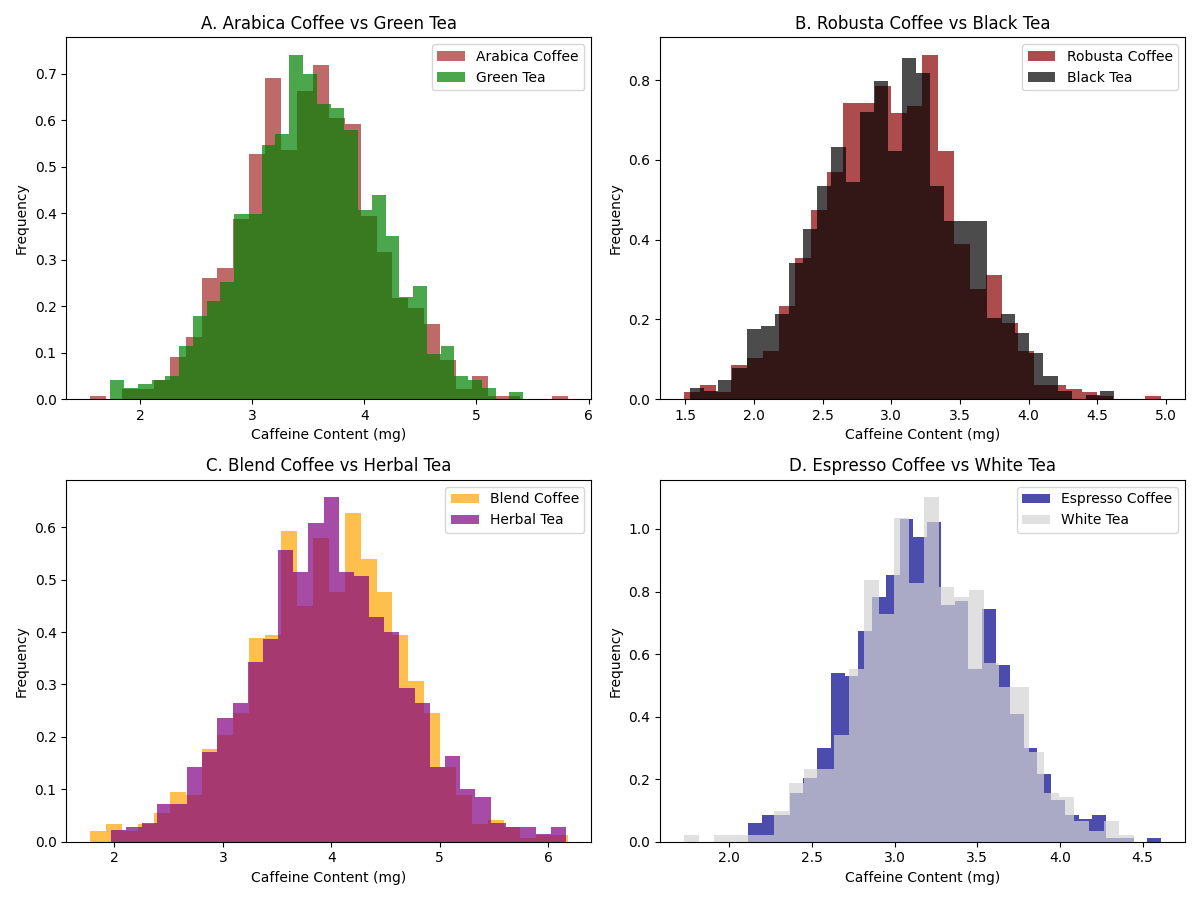 A. Arabica Coffee vs Green Tea
Arabica Coffee
Green Tea
Frequency
0.7
0.6
0.5
0.4
0.3
0.2
0.1
0.0
2 3 4 5 6
Caffeine Content (mg)
B. Robusta Coffee vs Black Tea
Robusta Coffee
Black Tea
Frequency
0.8
0.6
0.4
0.2
0.0
1.5 2.0 2.5 3.0 3.5 4.0 4.5 5.0
Caffeine Content (mg)
C. Blend Coffee vs Herbal Tea
Blend Coffee
Herbal Tea
Frequency
0.6
0.5
0.4
0.3
0.2
0.1
0.0
2 3 4 5 6
Caffeine Content (mg)
D. Espresso Coffee vs White Tea
Espresso Coffee
White Tea
Frequency
1.0
0.8
0.6
0.4
0.2
0.0
2.0 2.5 3.0 3.5 4.0 4.5
Caffeine Content (mg)